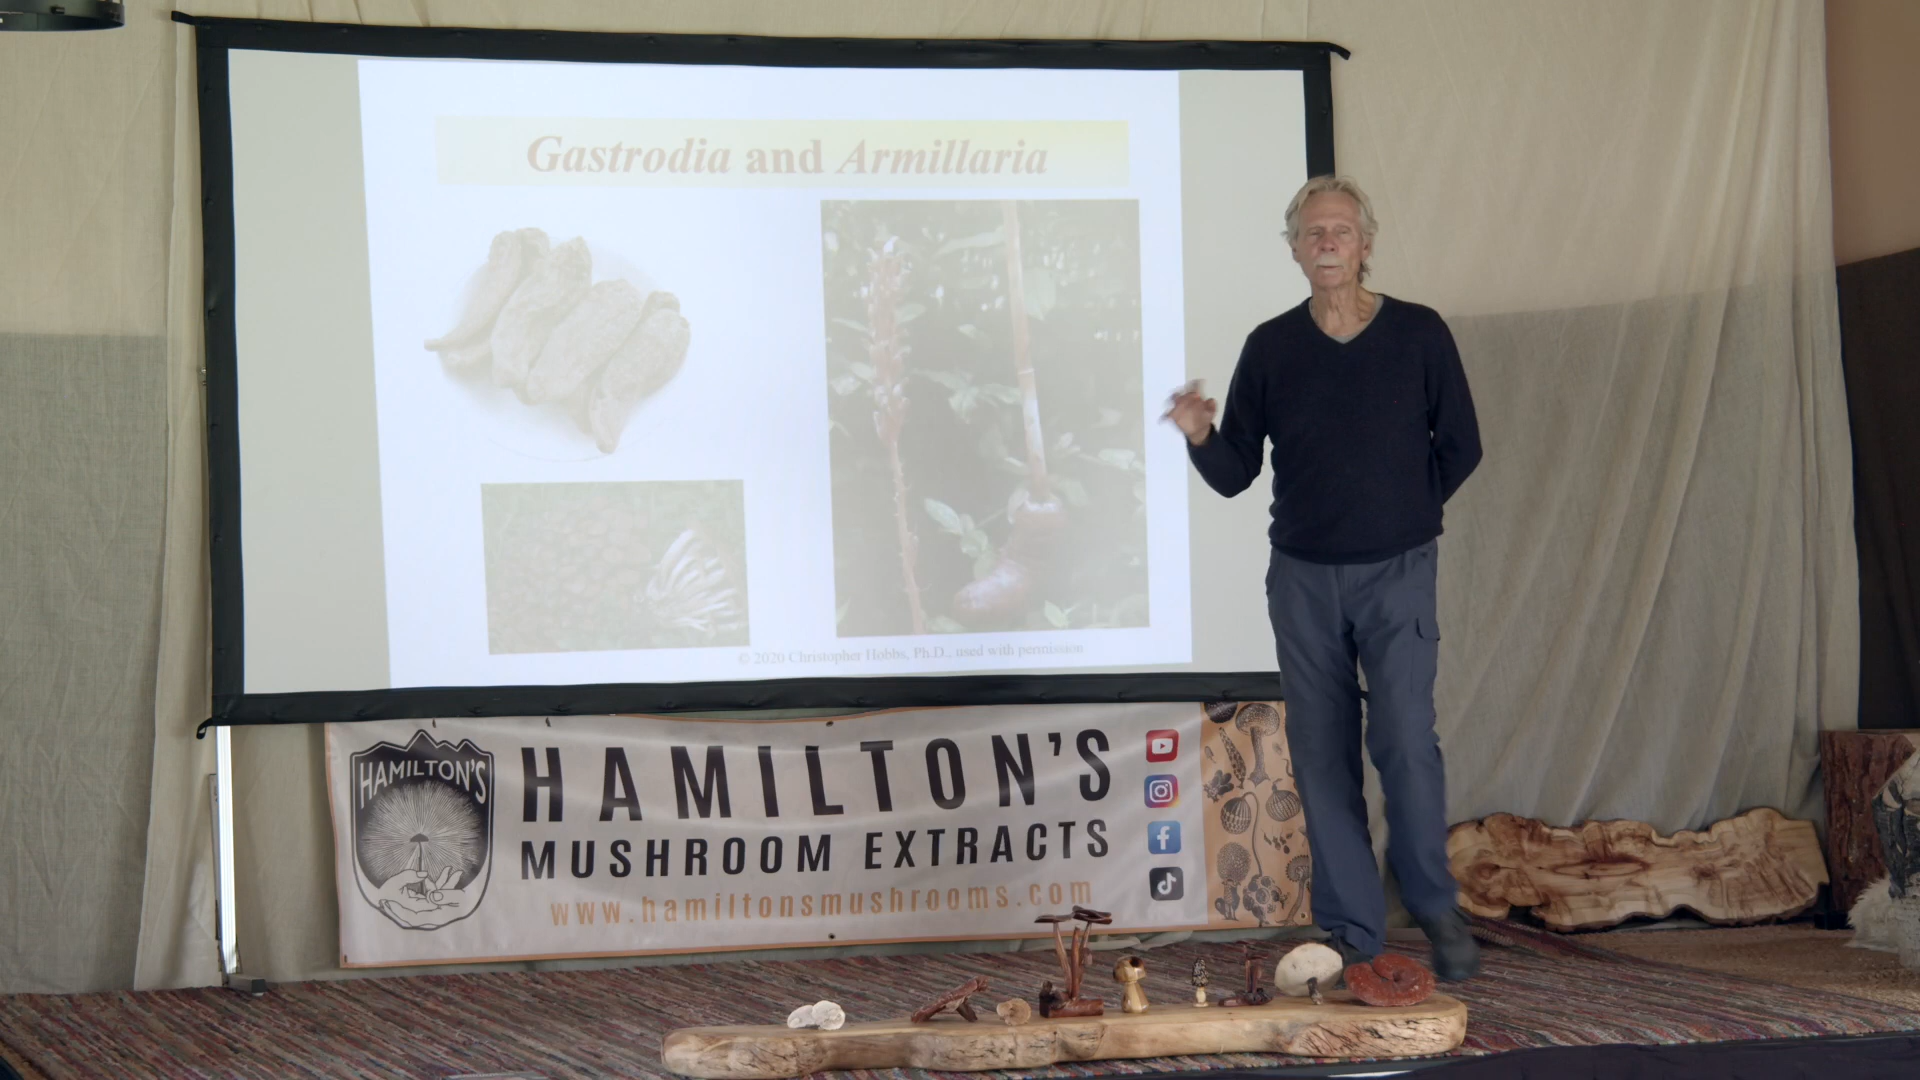 Gastrodia and Armillaria
© 2020 Christopher Hobbs, Ph.D., used with permission
HAMILTON'S
HAMILTON'S
MUSHROOM EXTRACTS
www.hamiltonsmushrooms.com